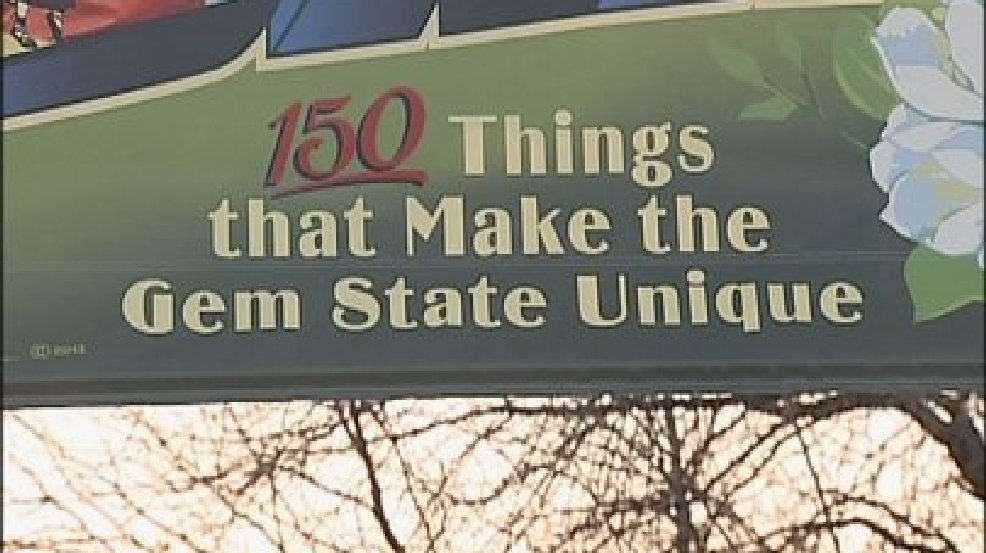 150 Things
that Make the
Gem State Unique